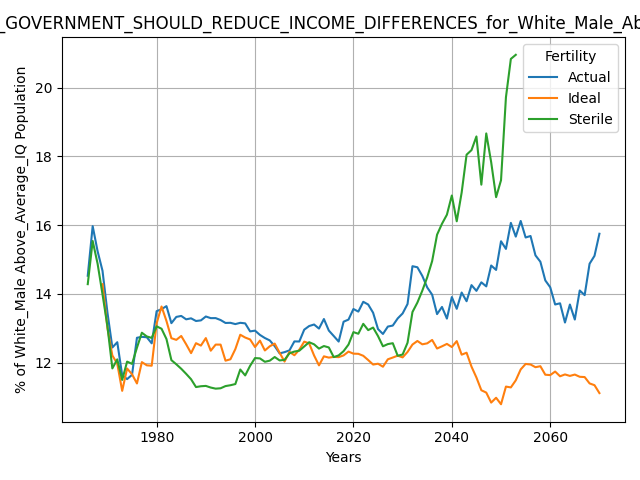 _GOVERNMENT_SHOULD_REDUCE_INCOME_DIFFERENCES_for_White_Male_Ab
% of White_Male Above_Average_IQ Population
20
18
16
14
12
Fertility
Actual
Ideal
Sterile
1980
2000
2020
2040
2060
Years